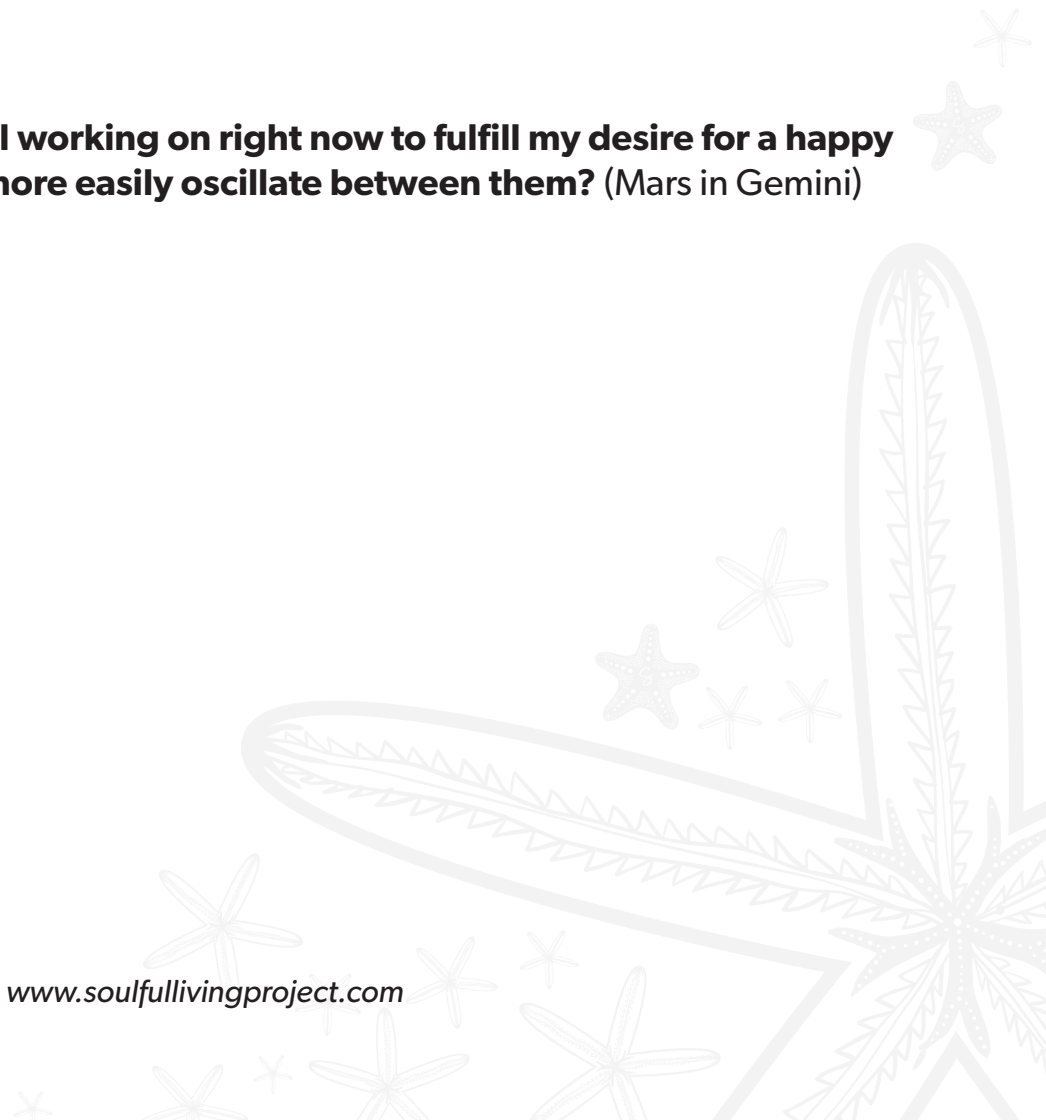 I working on right now to fulfill my desire for a happy
more easily oscillate between them? (Mars in Gemini)
www.soulfullivingproject.com